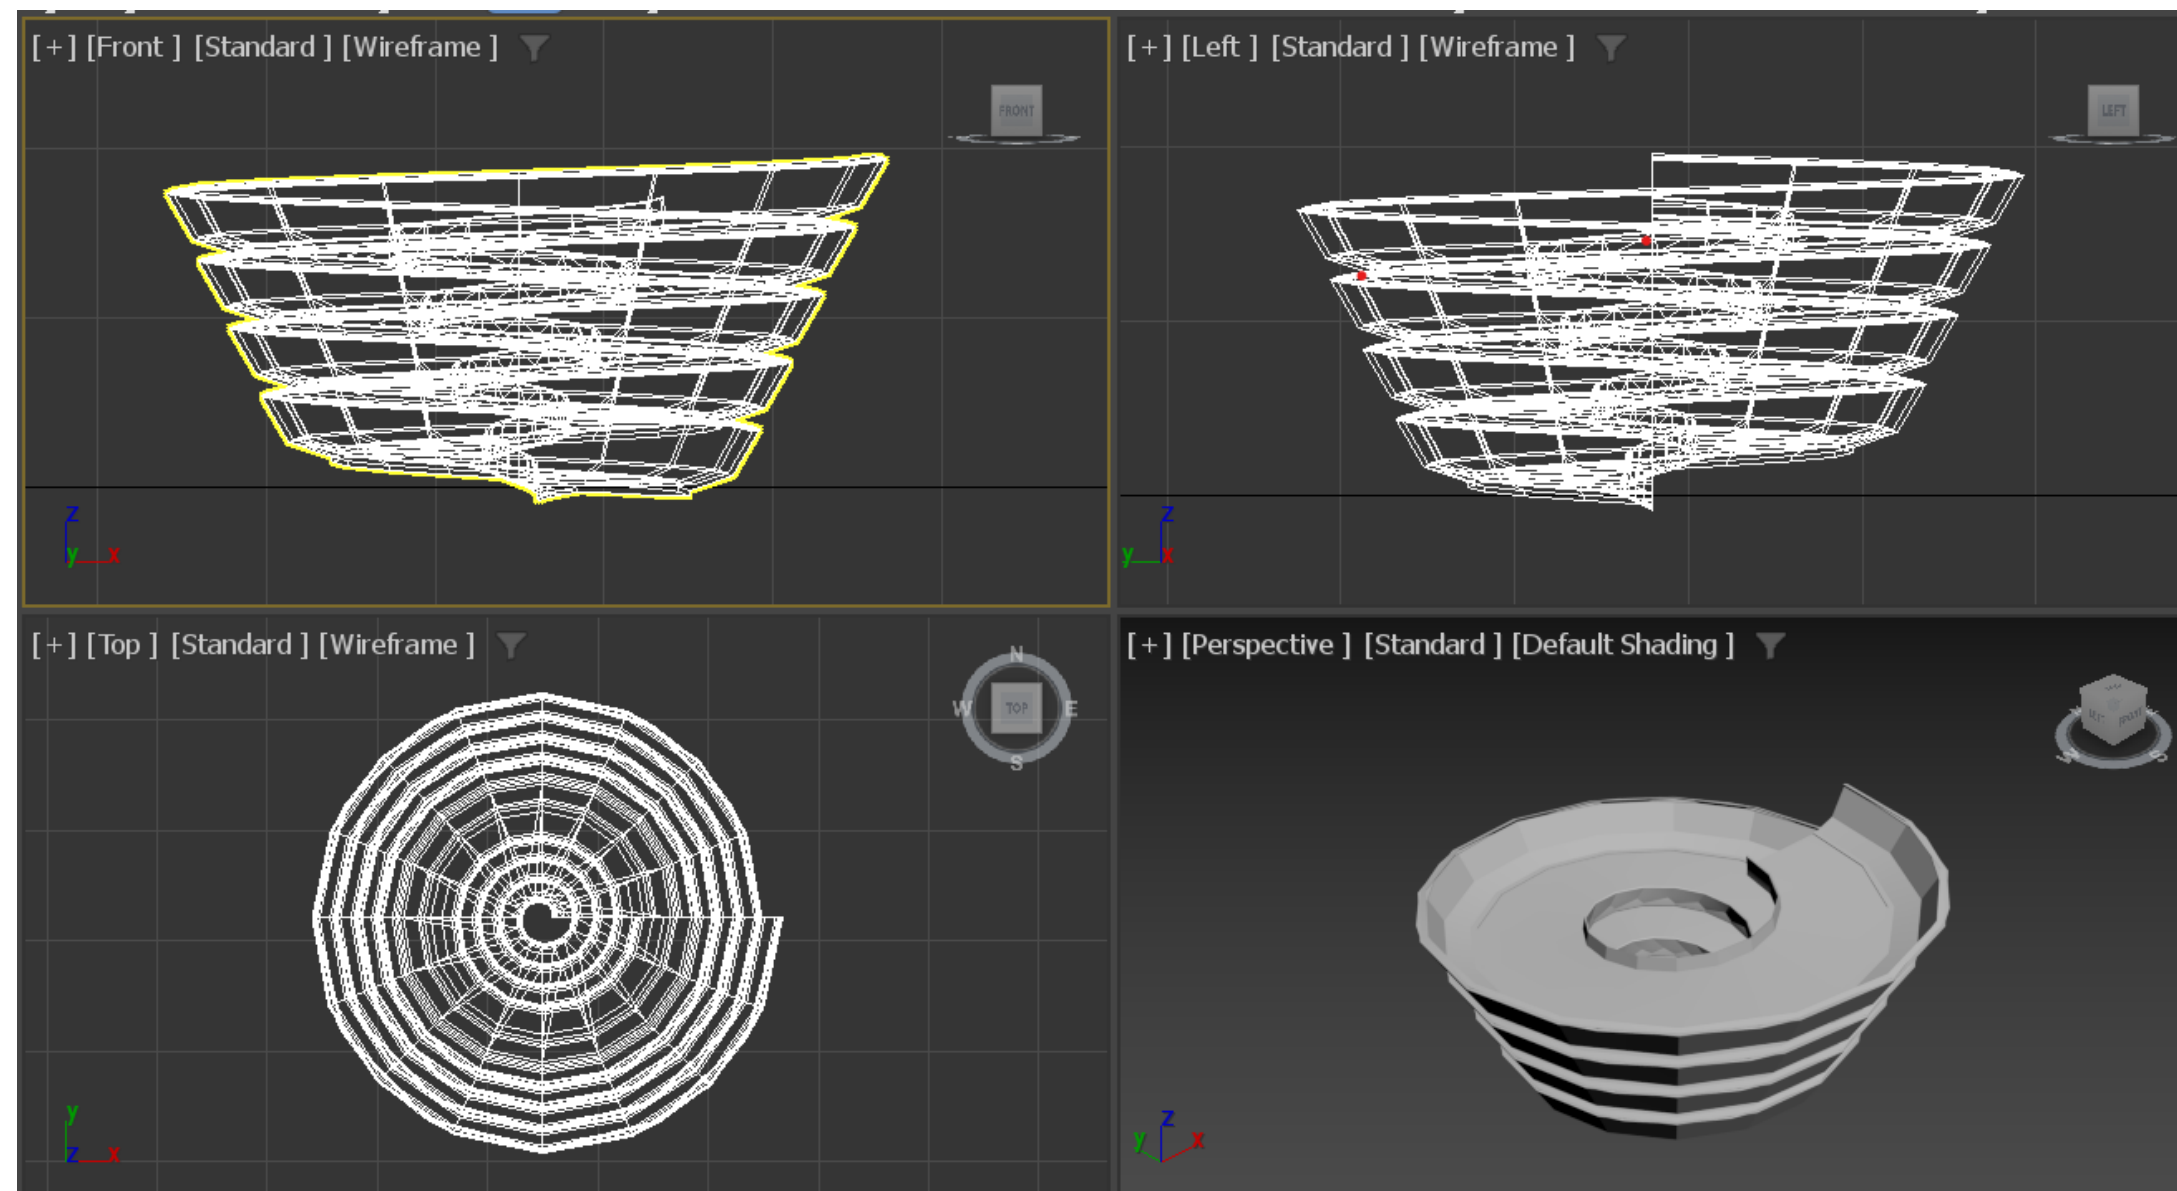 [+] [Front ] [Standard ] [Wireframe ]
FRONT
z
y x
[+] [Left ] [Standard ] [Wireframe ]
LEFT
z
y x
[+] [Top ] [Standard ] [Wireframe ]
N
W TOP E
S
y
z x
[+] [Perspective ] [Standard ] [Default Shading ]
z
y x